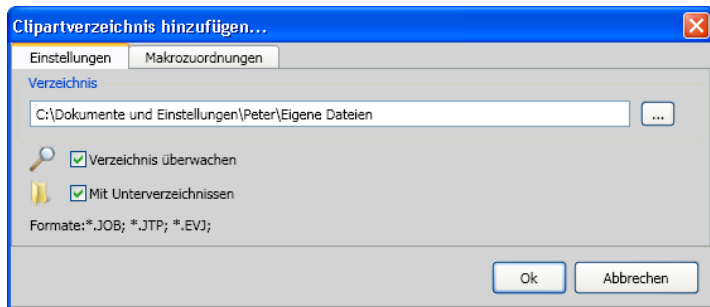 Clipartverzeichnis hinzufügen...
Einstellungen Makrozuordnungen
Verzeichnis
C:\Dokumente und Einstellungen\Peter\Eigene Dateien ...
Verzeichnis überwachen
Mit Unterverzeichnissen
Formate:*.JOB; *.JTP; *.EVJ;
Ok Abbrechen